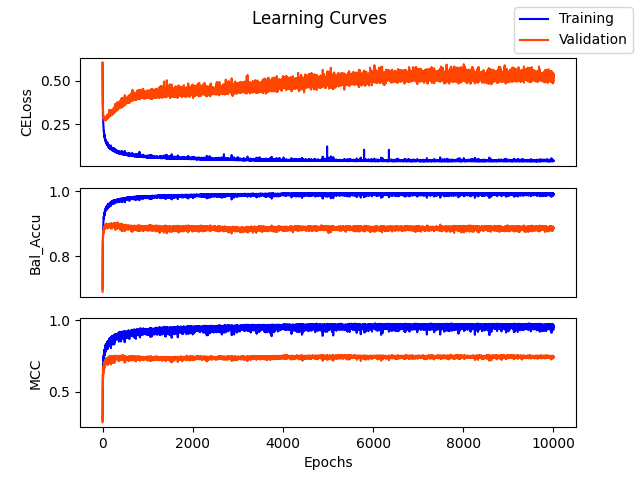 Learning Curves
Training
Validation
0.50
0.25
CELoss
1.0
0.8
Bal_Accu
1.0
0.5
MCC
0 2000 4000 6000 8000 10000
Epochs